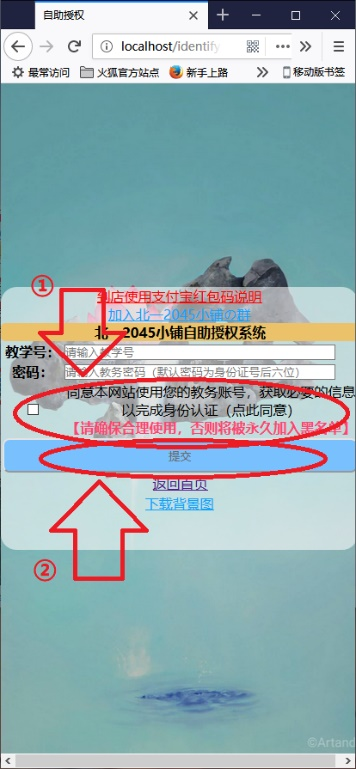 自助授权
localhost/identify
最常访问 火狐官方站点 新手上路 移动版书签
①
到店使用支付宝红包码说明
加入北一2045小铺の群
北一2045小铺自助授权系统
教学号： 请输入教学号
密码： 请输入教务密码（默认密码为身份证号后六位）
同意本网站使用您的教务账号，获取必要的信息
以完成身份认证（点此同意）
【请确保合理使用，否则将被永久加入黑名单】
提交
返回首页
下载背景图
②
©Artand